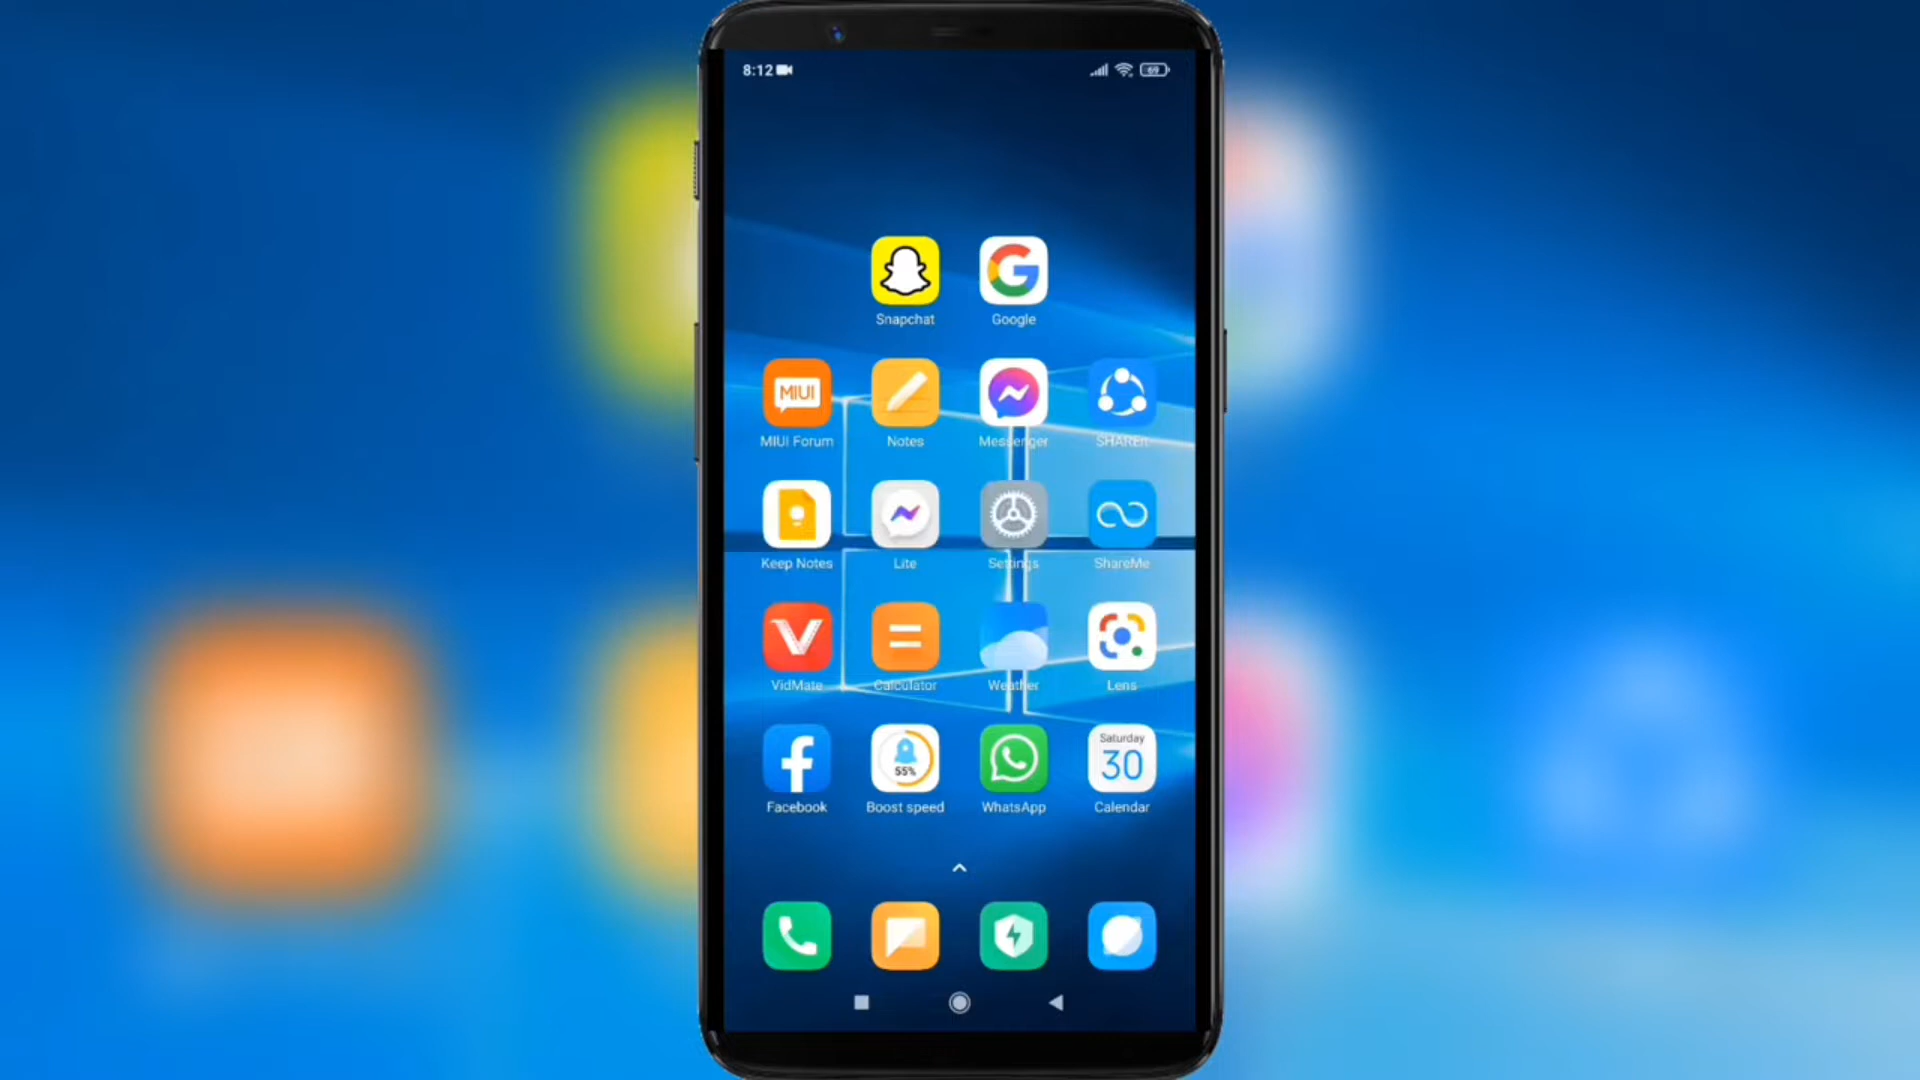 8:12
69
Snapchat Google
MIUI
MIUI Forum Notes Messenger SHAREit
Keep Notes Lite Settings ShareMe
VidMate Calculator Weather Lens
55%
Saturday
30
Facebook Boost speed WhatsApp Calendar